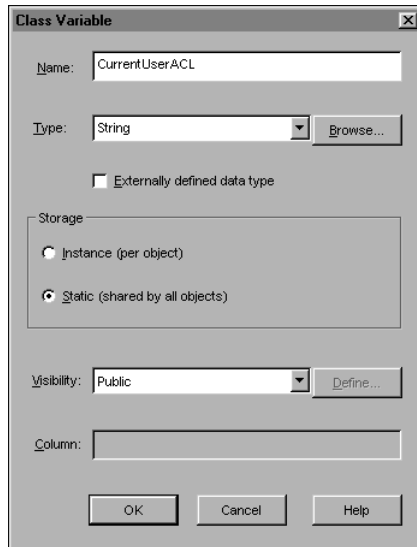 Class Variable
Name: CurrentUserACL
Type: String Browse...
Externally defined data type
Storage
Instance (per object)
Static (shared by all objects)
Visibility: Public Define...
Column:
OK Cancel Help